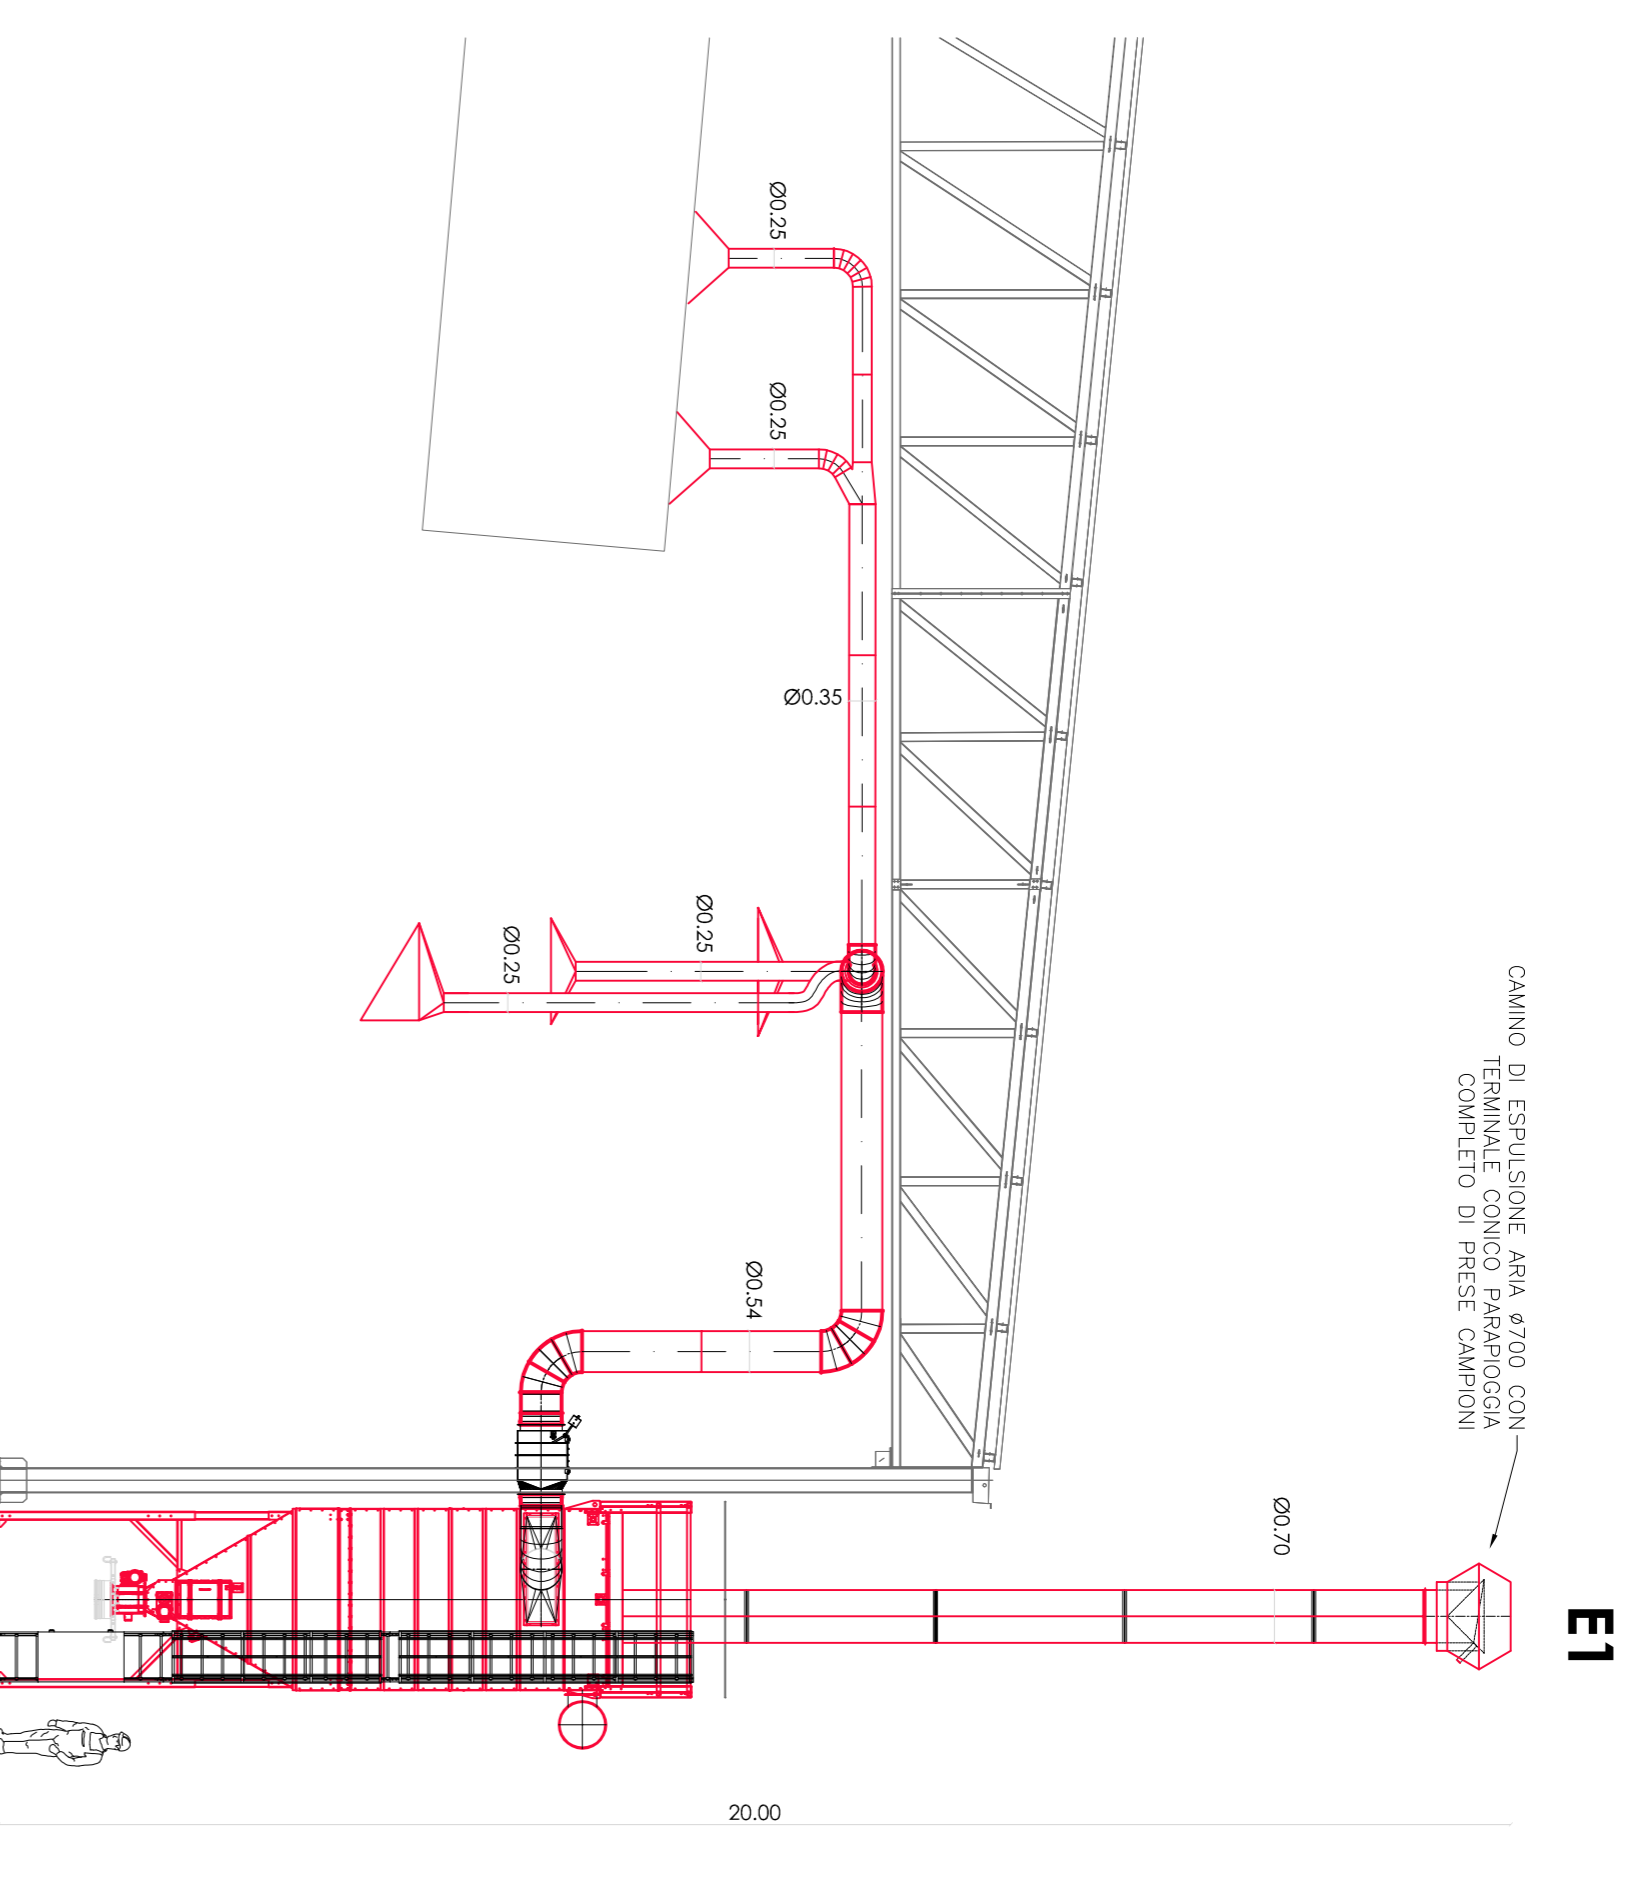 E1
CAMINO DI ESPULSIONE ARIA ø700 CON
TERMINALE CONICO PARAPIOGGIA
COMPLETO DI PRESE CAMPIONI
Ø0.70
Ø0.25
Ø0.25
Ø0.35
Ø0.25
Ø0.25
Ø0.54
20.00